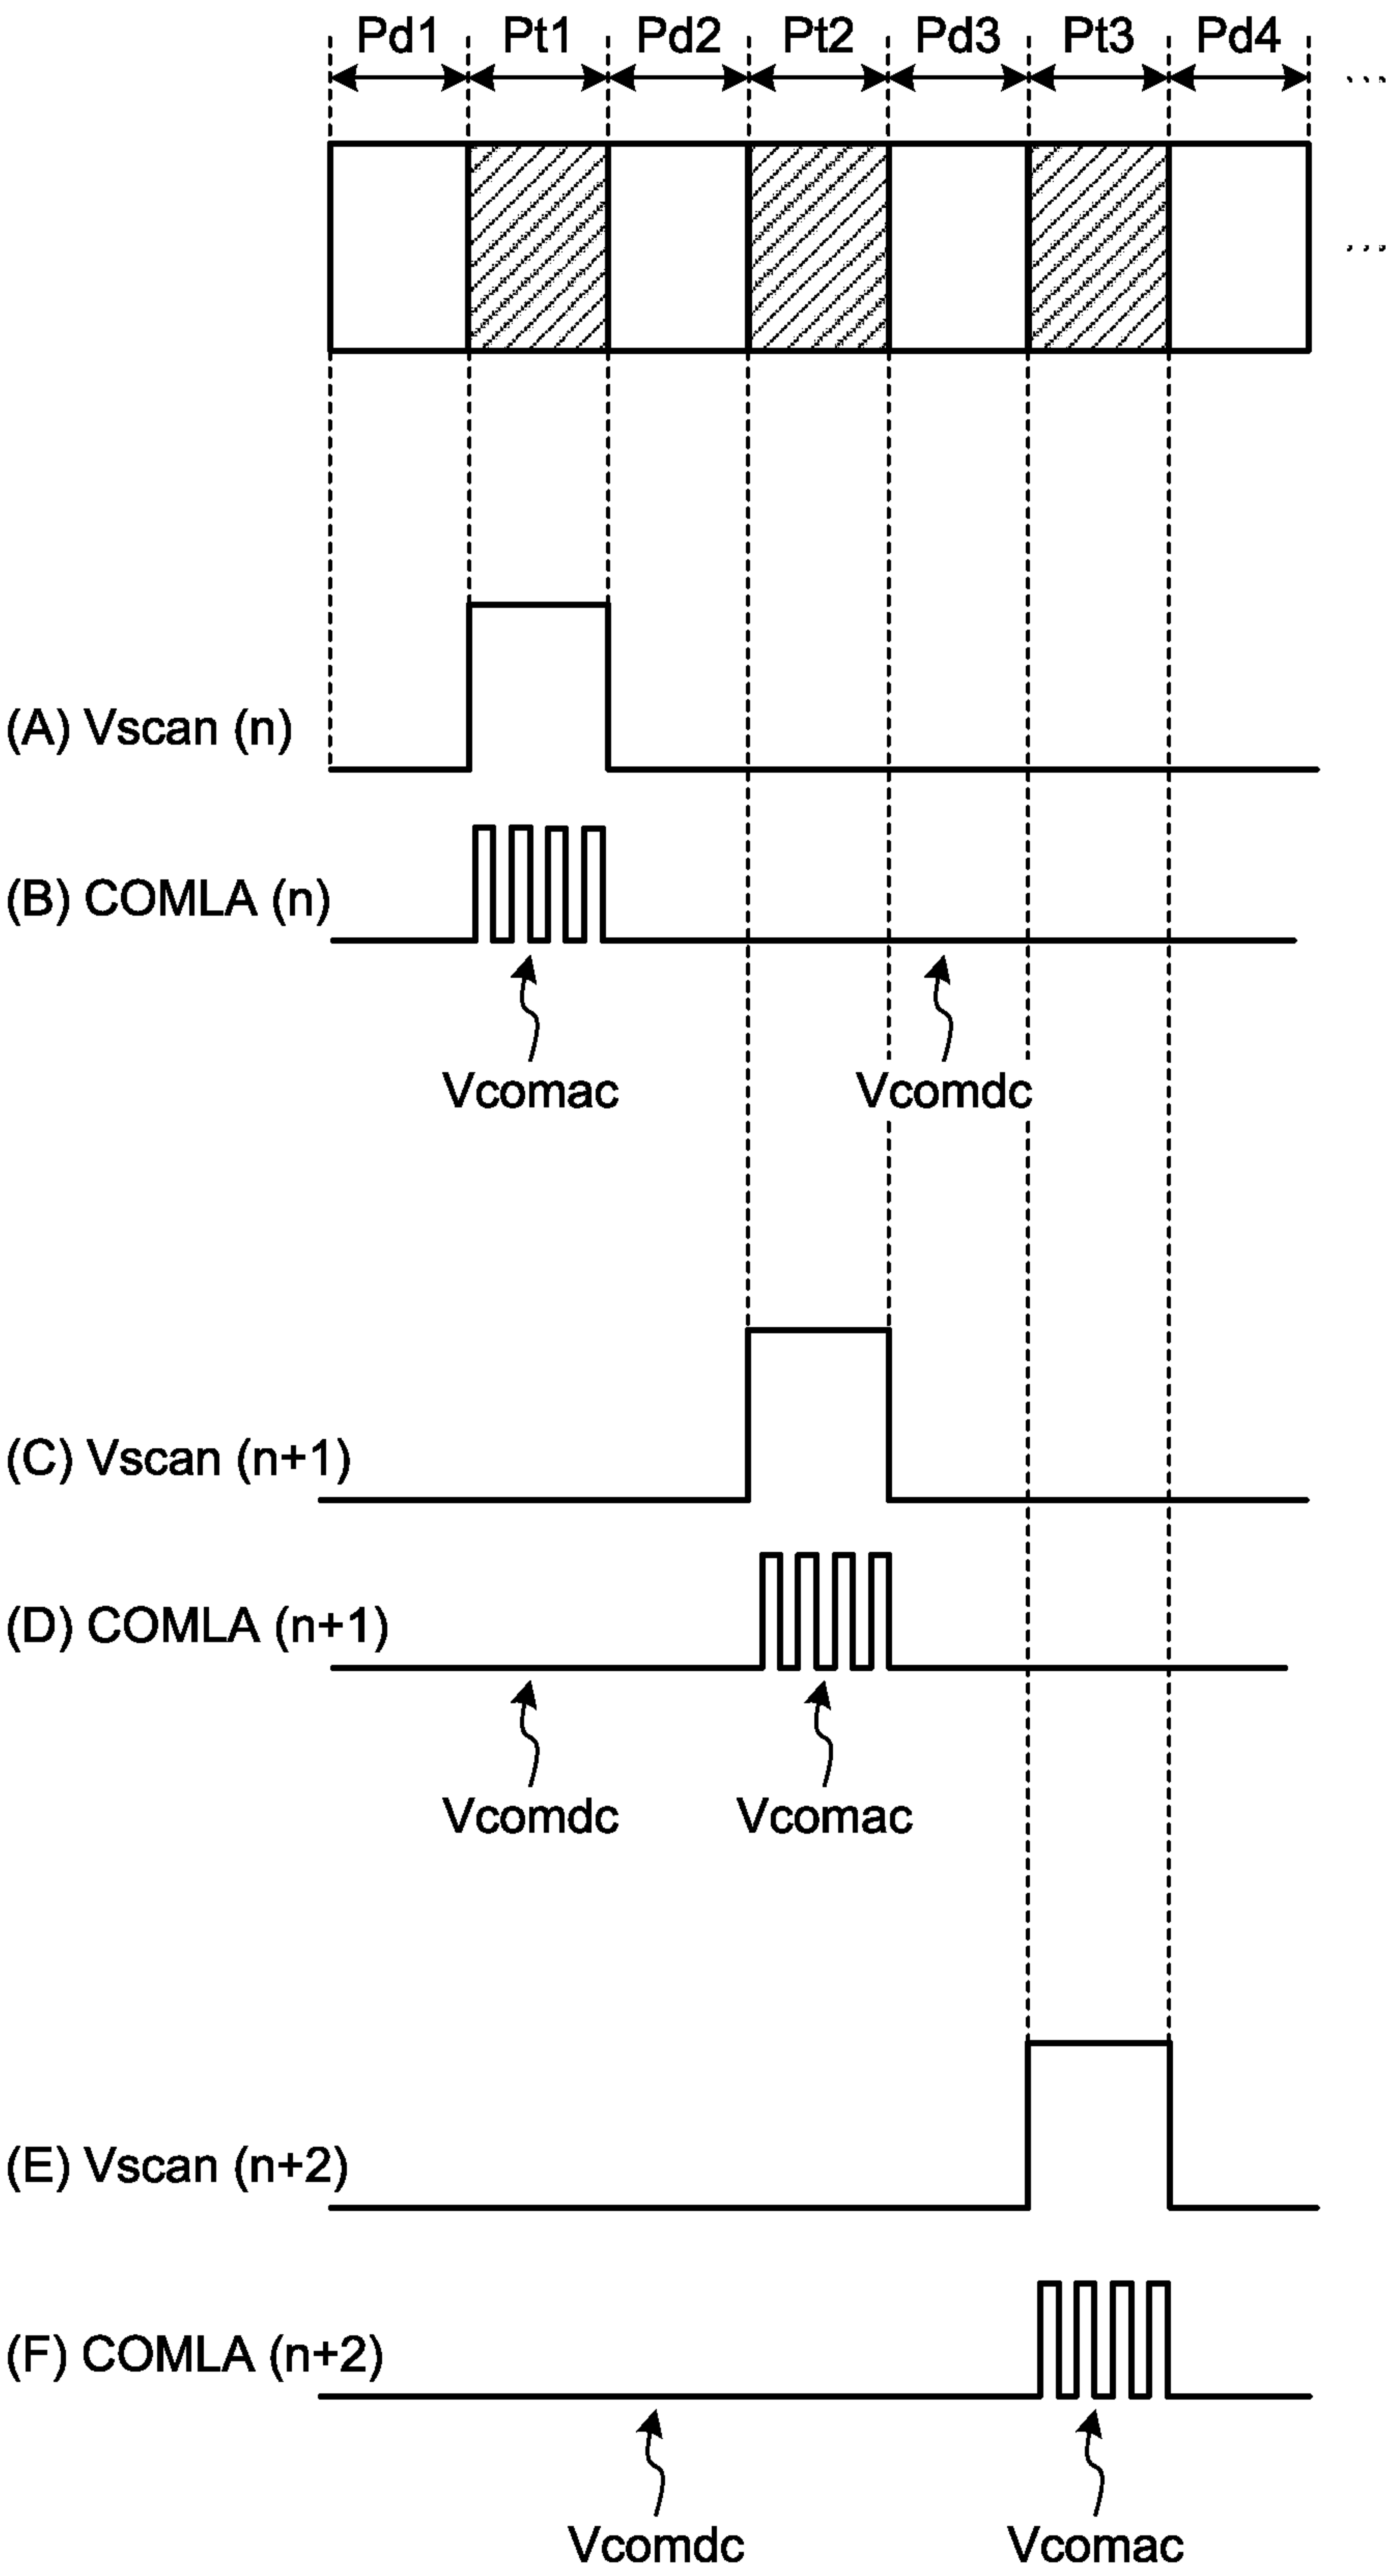 Pd1 Pt1 Pd2 Pt2 Pd3 Pt3 Pd4 ...
...
(A) Vscan (n)
(B) COMLA (n)
Vcomac Vcomdc
(C) Vscan (n+1)
(D) COMLA (n+1)
Vcomdc Vcomac
(E) Vscan (n+2)
(F) COMLA (n+2)
Vcomdc Vcomac